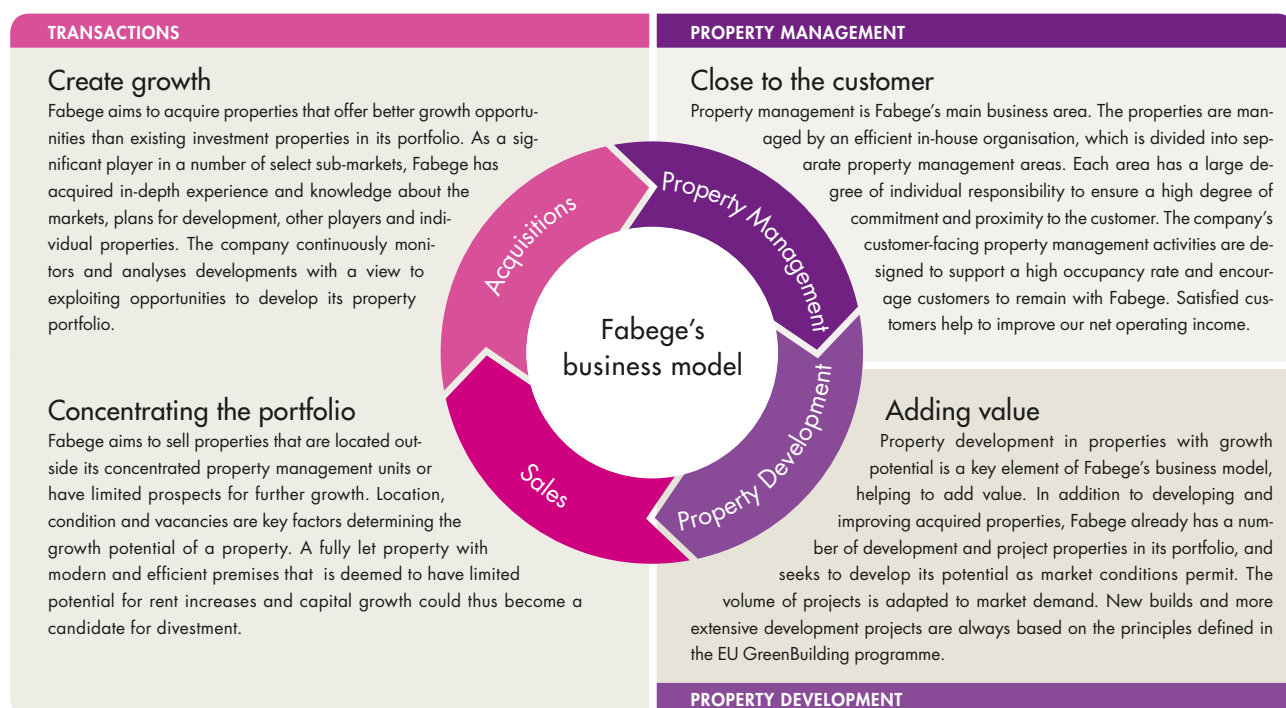 TRANSACTIONS
Create growth
Fabege aims to acquire properties that offer better growth opportu-
nities than existing investment properties in its portfolio. As a sig-
nificant player in a number of select sub-markets, Fabege has
acquired in-depth experience and knowledge about the
markets, plans for development, other players and indi-
vidual properties. The company continuously moni-
tors and analyses developments with a view to
exploiting opportunities to develop its property
portfolio.
Concentrating the portfolio
Fabege aims to sell properties that are located out-
side its concentrated property management units or
have limited prospects for further growth. Location,
condition and vacancies are key factors determining the
growth potential of a property. A fully let property with
modern and efficient premises that is deemed to have limited
potential for rent increases and capital growth could thus become a
candidate for divestment.
Acquisitions
Property Management
Fabege's
business model
Sales
Property Development
PROPERTY MANAGEMENT
Close to the customer
Property management is Fabege's main business area. The properties are man-
aged by an efficient in-house organisation, which is divided into sep-
arate property management areas. Each area has a large de-
gree of individual responsibility to ensure a high degree of
commitment and proximity to the customer. The company's
customer-facing property management activities are de-
signed to support a high occupancy rate and encour-
age customers to remain with Fabege. Satisfied cus-
tomers help to improve our net operating income.
Adding value
Property development in properties with growth
potential is a key element of Fabege's business model,
helping to add value. In addition to developing and
improving acquired properties, Fabege already has a num-
ber of development and project properties in its portfolio, and
seeks to develop its potential as market conditions permit. The
volume of projects is adapted to market demand. New builds and more
extensive development projects are always based on the principles defined in
the EU GreenBuilding programme.
PROPERTY DEVELOPMENT